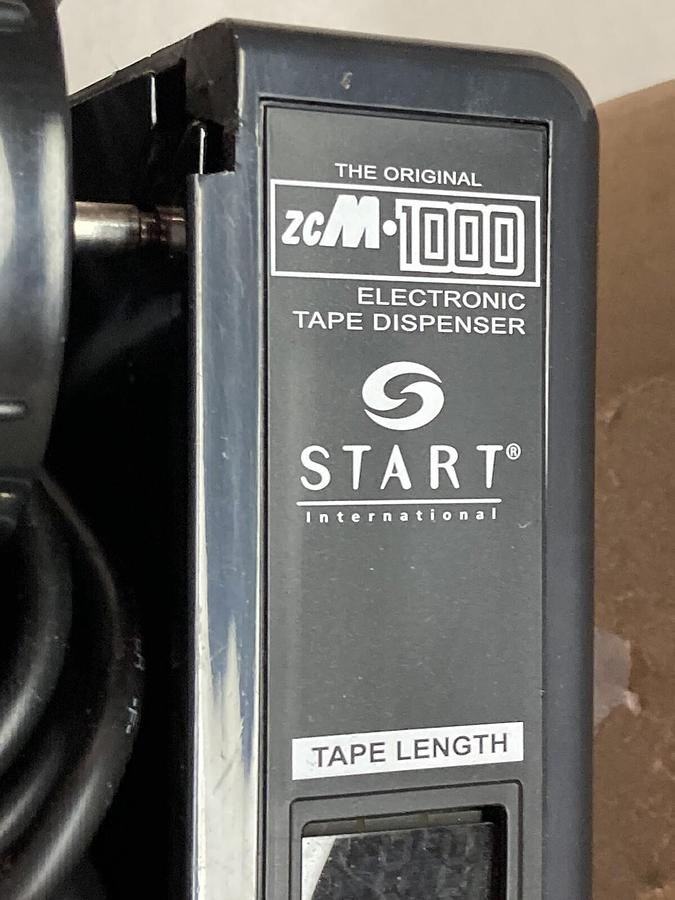 THE ORIGINAL
ZCM•1000
ELECTRONIC
TAPE DISPENSER
START®
International
TAPE LENGTH